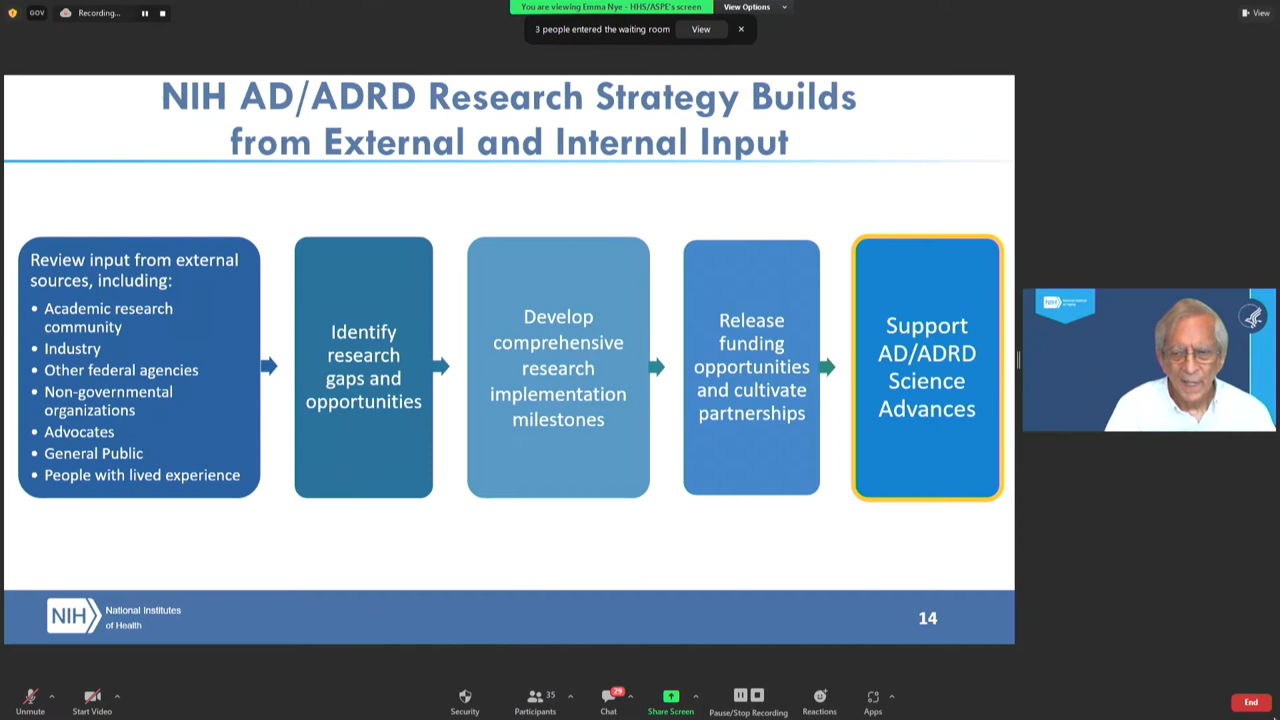 GOV
Recording...
You are viewing Emma Nye - HHS/ASPE's screen
View Options
3 people entered the waiting room
View
View
NIH AD/ADRD Research Strategy Builds
from External and Internal Input
Review input from external
sources, including:
• Academic research
community
• Industry
• Other federal agencies
• Non-governmental
organizations
• Advocates
• General Public
• People with lived experience
Identify
research
gaps and
opportunities
Develop
comprehensive
research
implementation
milestones
Release
funding
opportunities
and cultivate
partnerships
Support
AD/ADRD
Science
Advances
NIH
National Institute
NIH
National Institutes
of Health
14
Unmute
Start Video
Security
35
Participants
29
Chat
Share Screen
Pause/Stop Recording
Reactions
Apps
End